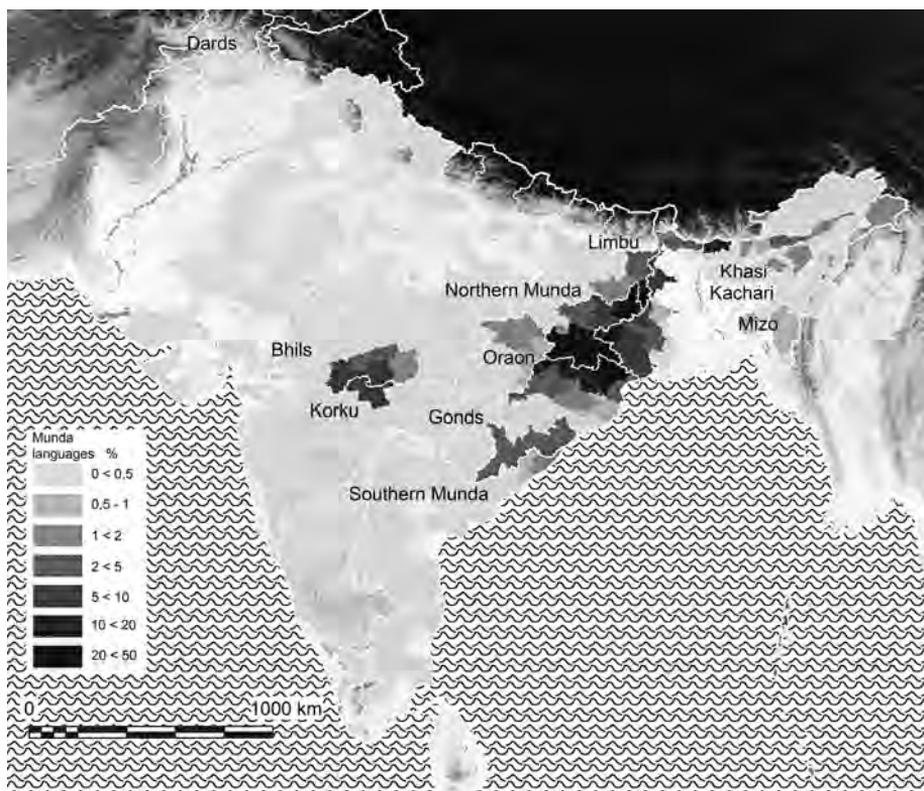 Dards
Limbu
Khasi
Kachari
Northern Munda
Mizo
Bhils
Oraon
Korku
Gonds
Southern Munda
Munda
languages %
0 < 0.5
0.5 - 1
1 < 2
2 < 5
5 < 10
10 < 20
20 < 50
0 1000 km